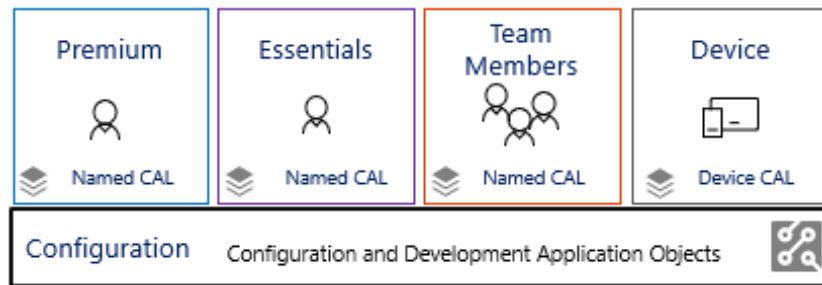 Premium
Named CAL
Essentials
Named CAL
Team
Members
Named CAL
Device
Device CAL
Configuration
Configuration and Development Application Objects